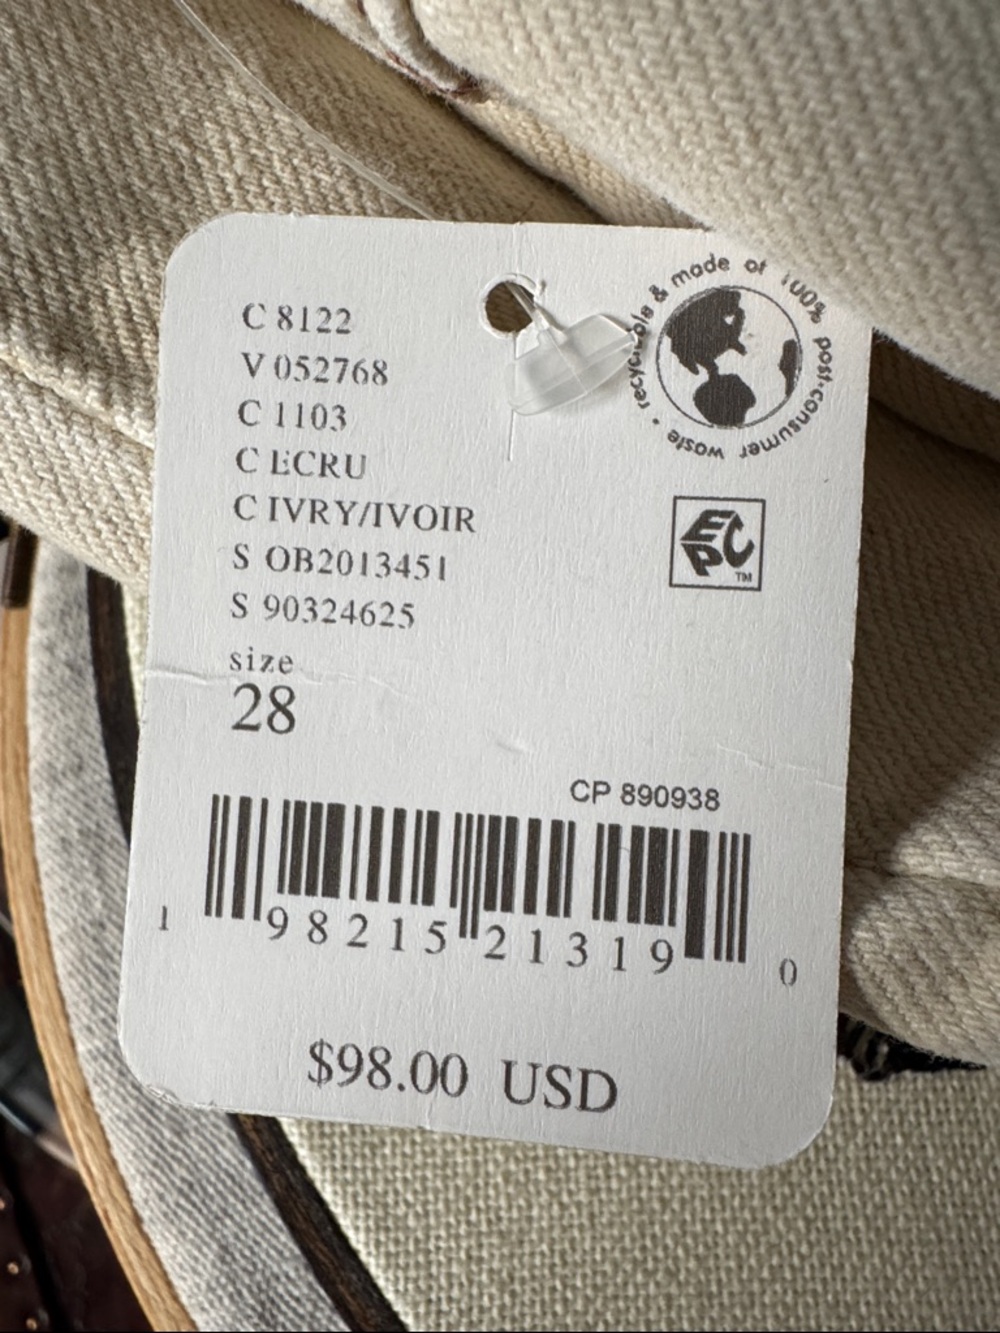 C 8122
V 052768
C 1103
C ECRU
C IVRY/IVOIR
S OB2013451
S 90324625
size
28
recyclable & made of 100% post-consumer waste •
EPC
TM
CP 890938
1 98215 21319 0
$98.00 USD